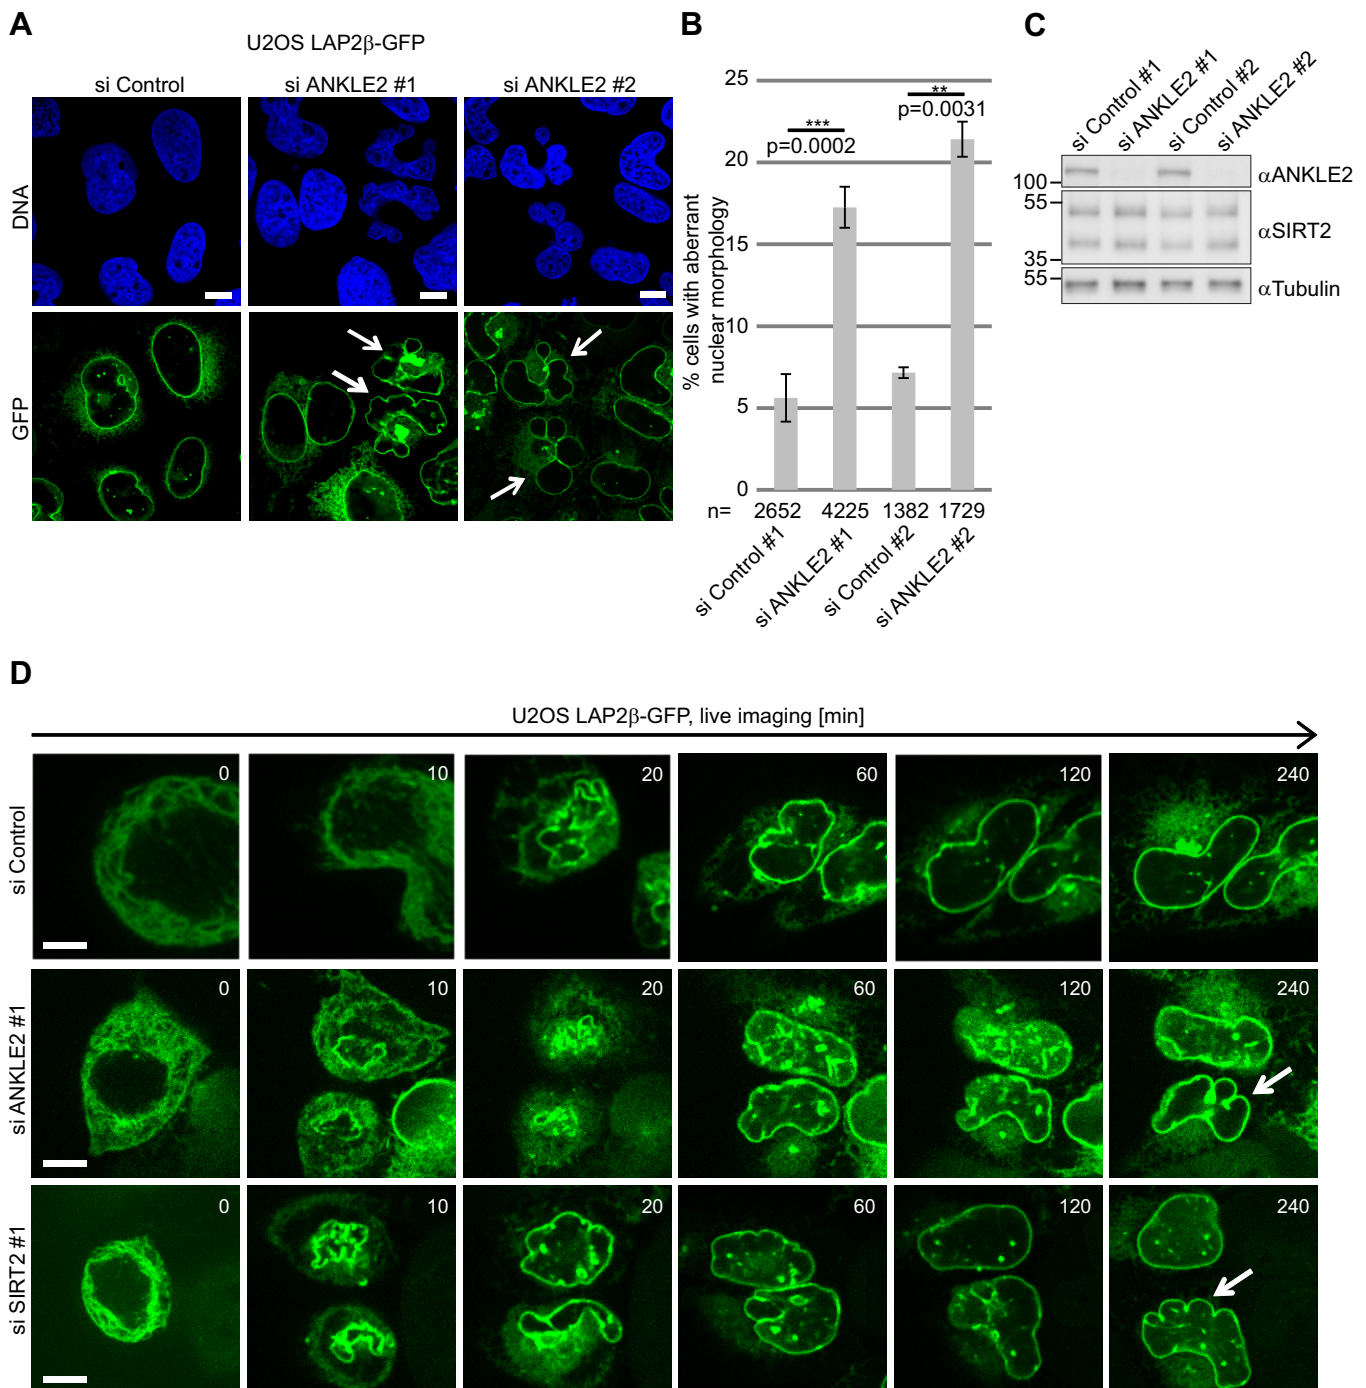 A
U2OS LAP2β-GFP
si Control
si ANKLE2 #1
si ANKLE2 #2
DNA
GFP
B
% cells with aberrant
nuclear morphology
25
20
15
10
5
0
***
p=0.0002
**
p=0.0031
n= 2652 4225 1382 1729
si Control #1
si ANKLE2 #1
si Control #2
si ANKLE2 #2
C
si Control #1
si ANKLE2 #1
si Control #2
si ANKLE2 #2
100
αANKLE2
55
35
αSIRT2
55
αTubulin
D
U2OS LAP2β-GFP, live imaging [min]
si Control
0 10 20 60 120 240
si ANKLE2 #1
0 10 20 60 120 240
si SIRT2 #1
0 10 20 60 120 240